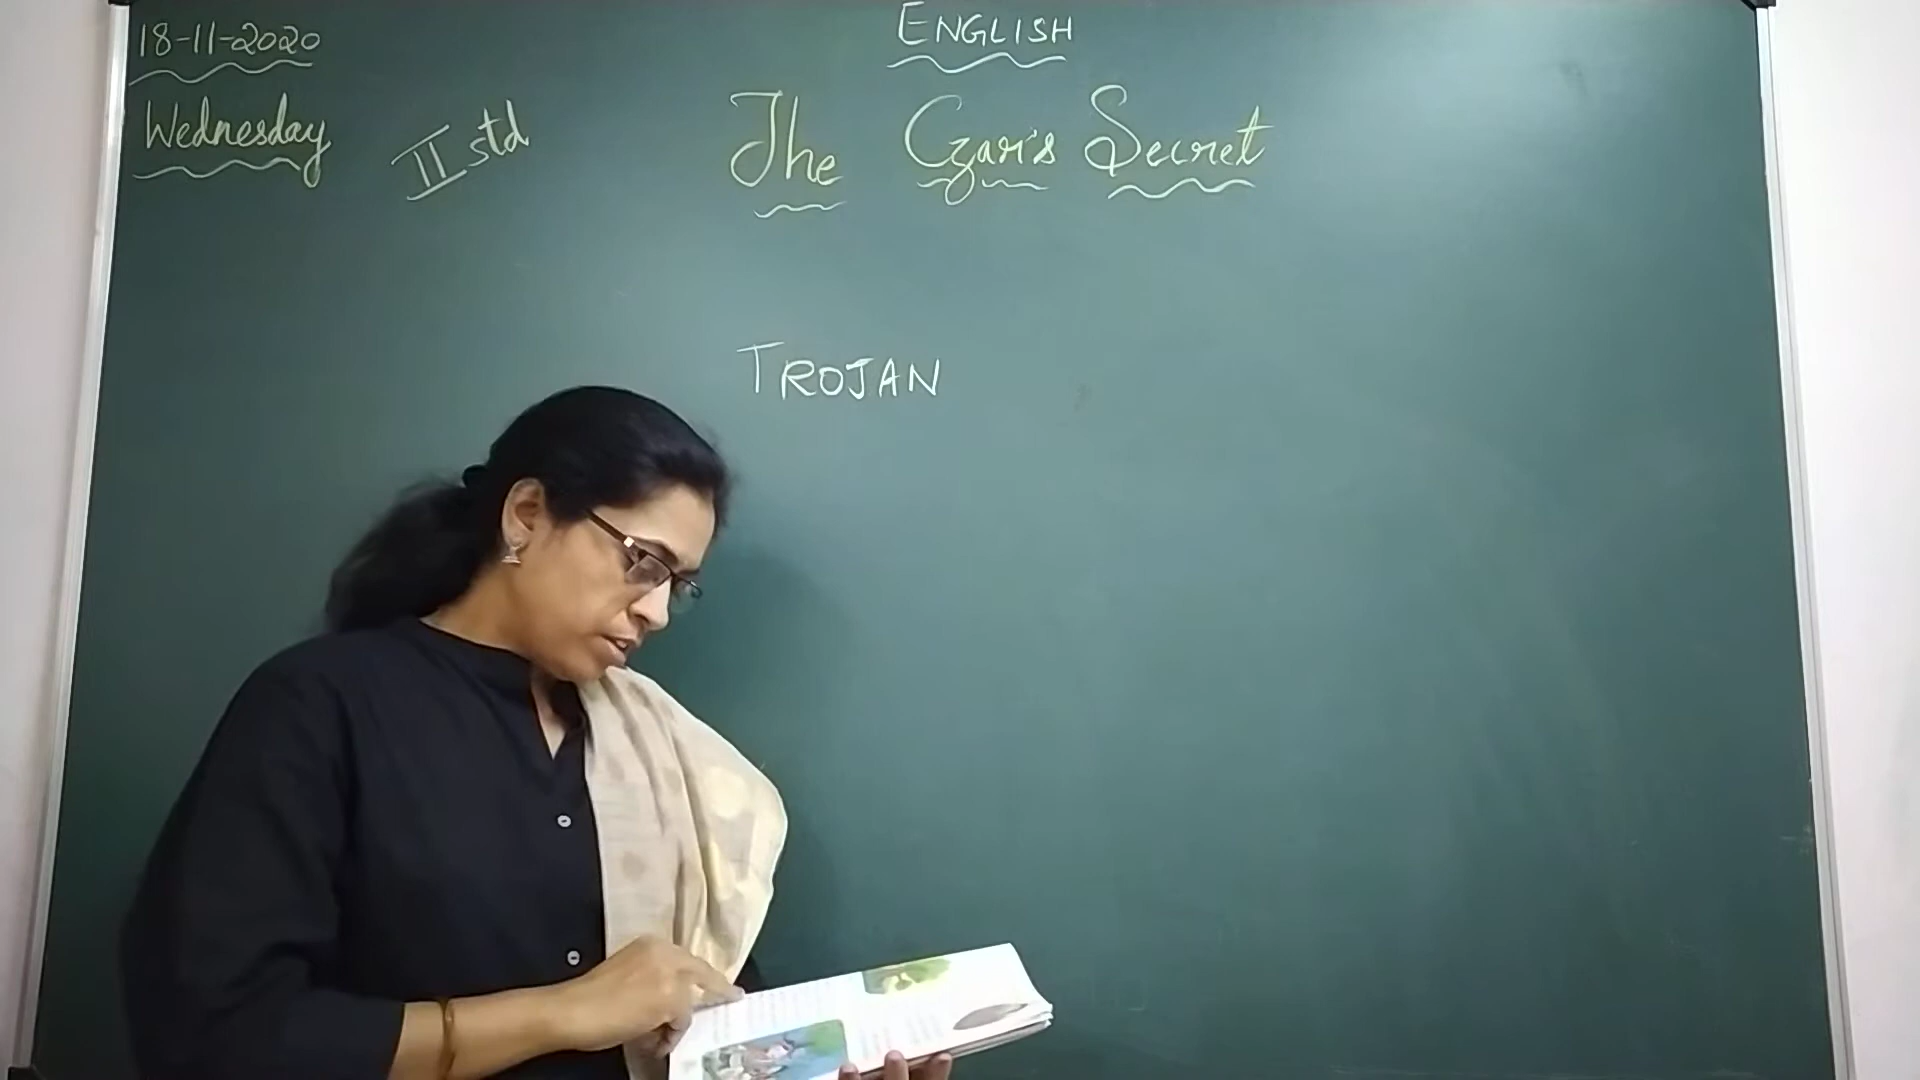 18-11-2020
ENGLISH
Wednesday
II std
The Czar's Secret
TROJAN